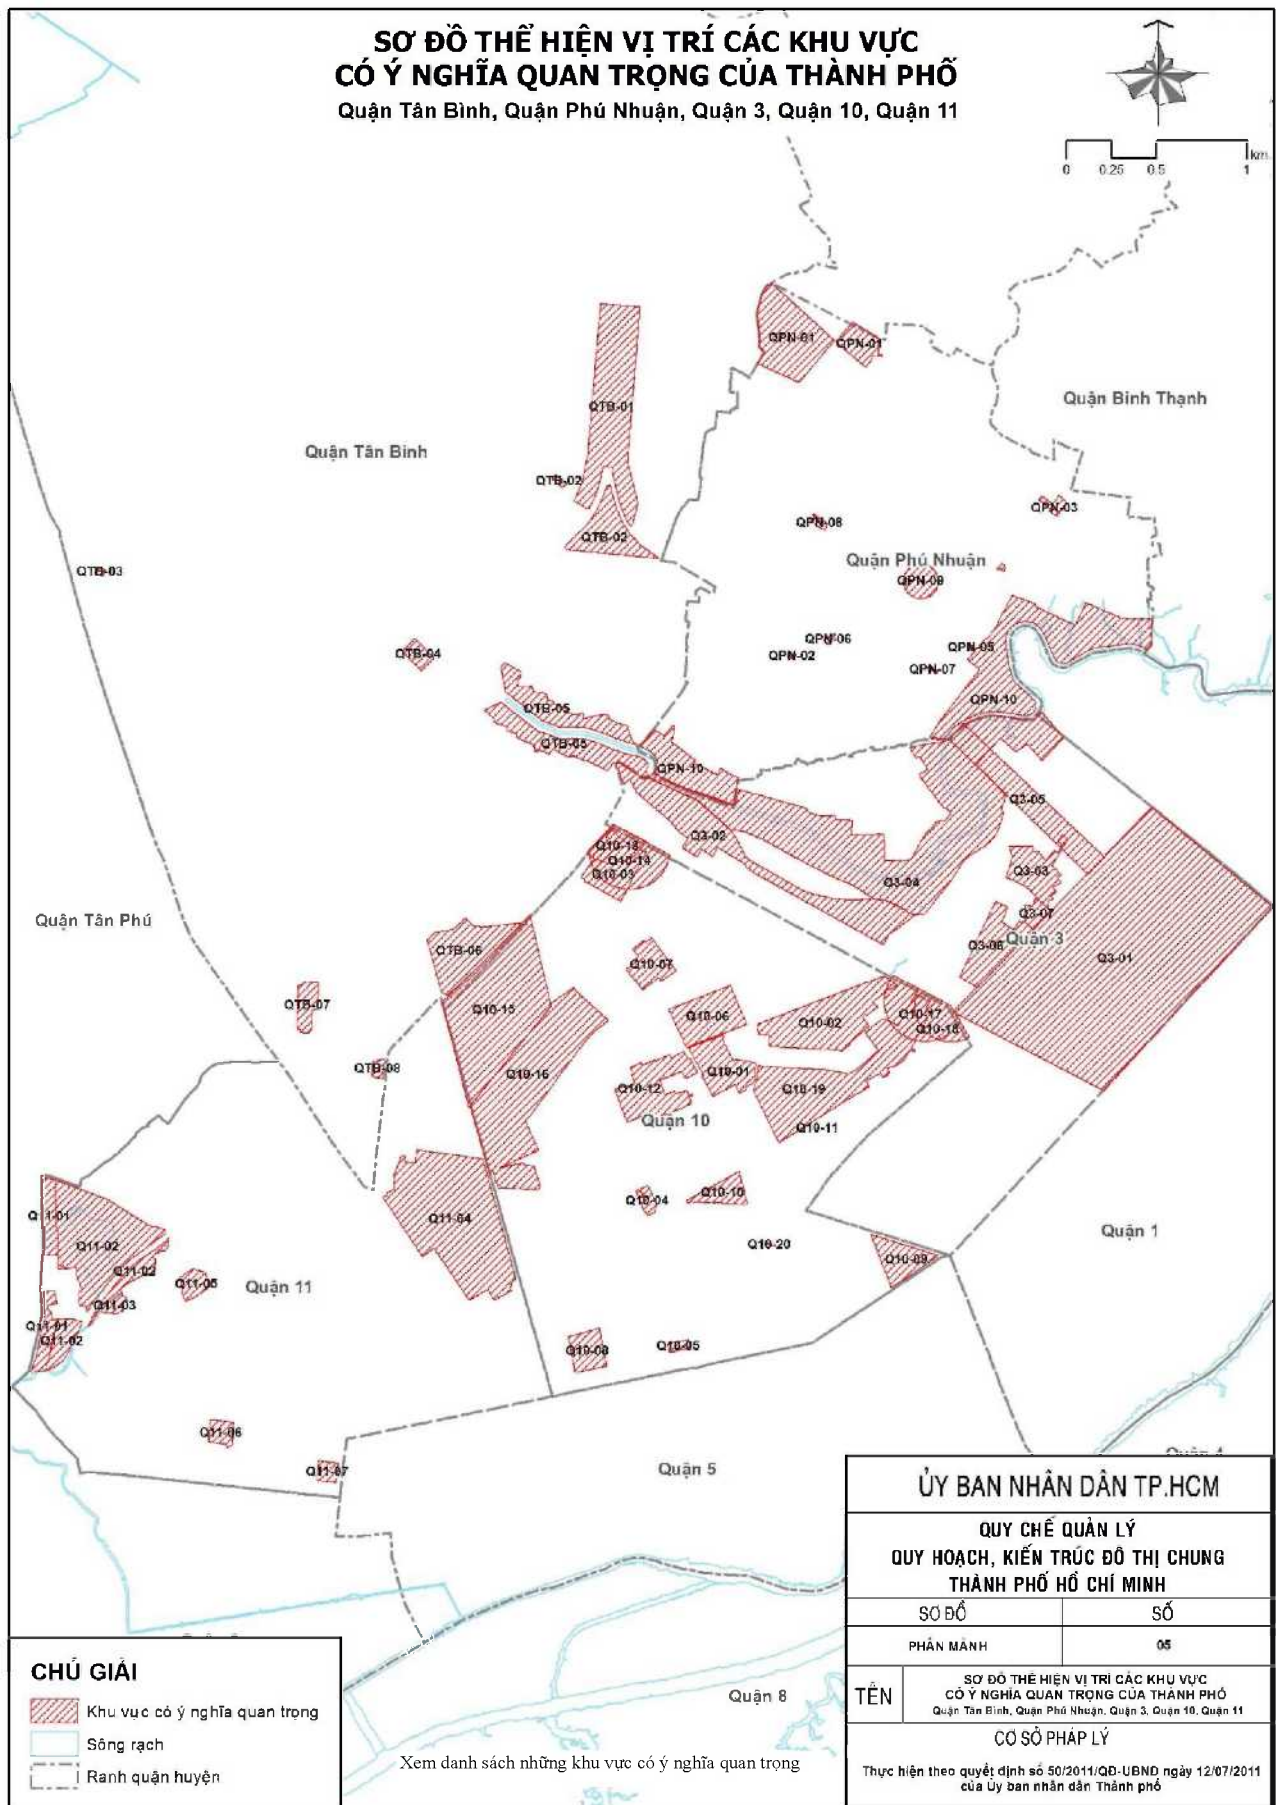 SƠ ĐỒ THỂ HIỆN VỊ TRÍ CÁC KHU VỰC
CÓ Ý NGHĨA QUAN TRỌNG CỦA THÀNH PHỐ
Quận Tân Bình, Quận Phú Nhuận, Quận 3, Quận 10, Quận 11
km
0 0.25 0.5 1
QPN-01
QPN-01
Quận Bình Thạnh
QTB-01
Quận Tân Bình
QTB-02
QPN-03
QPN-08
QTB-02
Quận Phú Nhuận
QTB-03
QPN-09
QPN-06
QPN-05
QTB-04
QPN-02
QPN-07
QPN-10
QTB-05
QTB-05
QPN-10
Q3-05
Q3-02
Q10-18
Q10-14
Q10-03
Q3-03
Q3-04
Q3-07
Quận Tân Phú
Quận 3
Q3-06
QTB-06
Q3-01
Q10-07
QTB-07
Q10-15
Q10-06
Q10-02
Q10-17
Q10-18
QTB-08
Q10-16
Q10-01
Q10-12
Q10-19
Quận 10
Q10-11
Q10-04
Q10-10
Q11-01
Q11-04
Q11-02
Q10-20
Quận 1
Q10-09
Q11-02
Q11-05
Quận 11
Q11-03
Q11-01
Q11-02
Q10-08
Q10-05
Q11-06
Q11-07
Quận 5
Quận 4
ỦY BAN NHÂN DÂN TP.HCM
QUY CHẾ QUẢN LÝ
QUY HOẠCH, KIẾN TRÚC ĐÔ THỊ CHUNG
THÀNH PHỐ HỒ CHÍ MINH
SƠ ĐỒ SỐ
PHÂN MẢNH 05
TÊN
SƠ ĐỒ THỂ HIỆN VỊ TRÍ CÁC KHU VỰC
CÓ Ý NGHĨA QUAN TRỌNG CỦA THÀNH PHỐ
Quận Tân Bình, Quận Phú Nhuận, Quận 3, Quận 10, Quận 11
CƠ SỞ PHÁP LÝ
Thực hiện theo quyết định số 50/2011/QĐ-UBND ngày 12/07/2011
của Ủy ban nhân dân Thành phố
CHÚ GIẢI
Khu vực có ý nghĩa quan trọng
Sông rạch
Ranh quận huyện
Quận 8
Xem danh sách những khu vực có ý nghĩa quan trọng